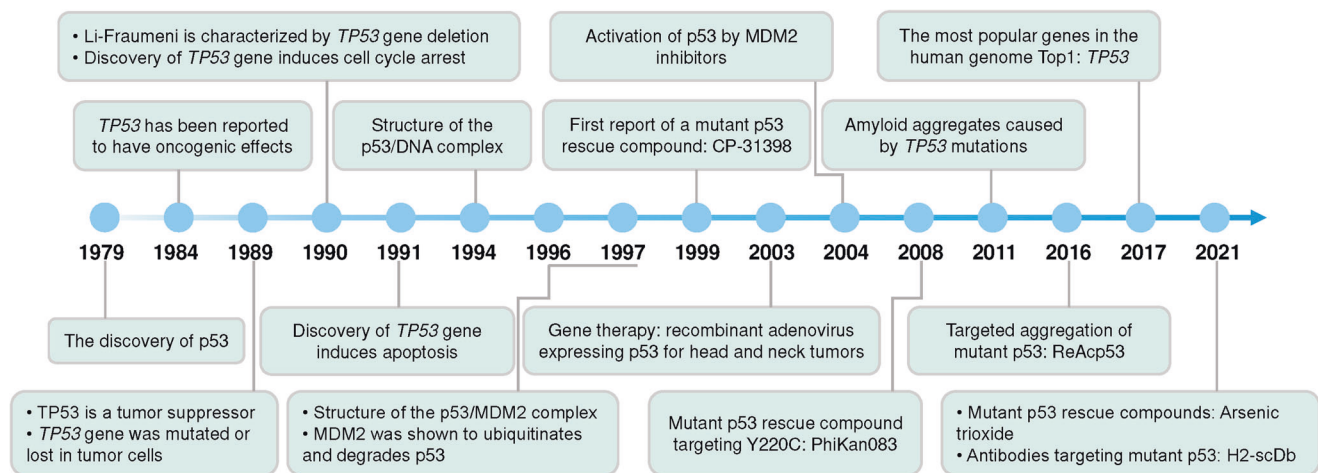 • Li-Fraumeni is characterized by TP53 gene deletion
• Discovery of TP53 gene induces cell cycle arrest
Activation of p53 by MDM2
inhibitors
The most popular genes in the
human genome Top1: TP53
TP53 has been reported
to have oncogenic effects
Structure of the
p53/DNA complex
First report of a mutant p53
rescue compound: CP-31398
Amyloid aggregates caused
by TP53 mutations
1979 1984 1989 1990 1991 1994 1996 1997 1999 2003 2004 2008 2011 2016 2017 2021
The discovery of p53
Discovery of TP53 gene
induces apoptosis
Gene therapy: recombinant adenovirus
expressing p53 for head and neck tumors
Targeted aggregation of
mutant p53: ReAcp53
• TP53 is a tumor suppressor
• TP53 gene was mutated or
lost in tumor cells
• Structure of the p53/MDM2 complex
• MDM2 was shown to ubiquitinates
and degrades p53
Mutant p53 rescue compound
targeting Y220C: PhiKan083
• Mutant p53 rescue compounds: Arsenic
trioxide
• Antibodies targeting mutant p53: H2-scDb